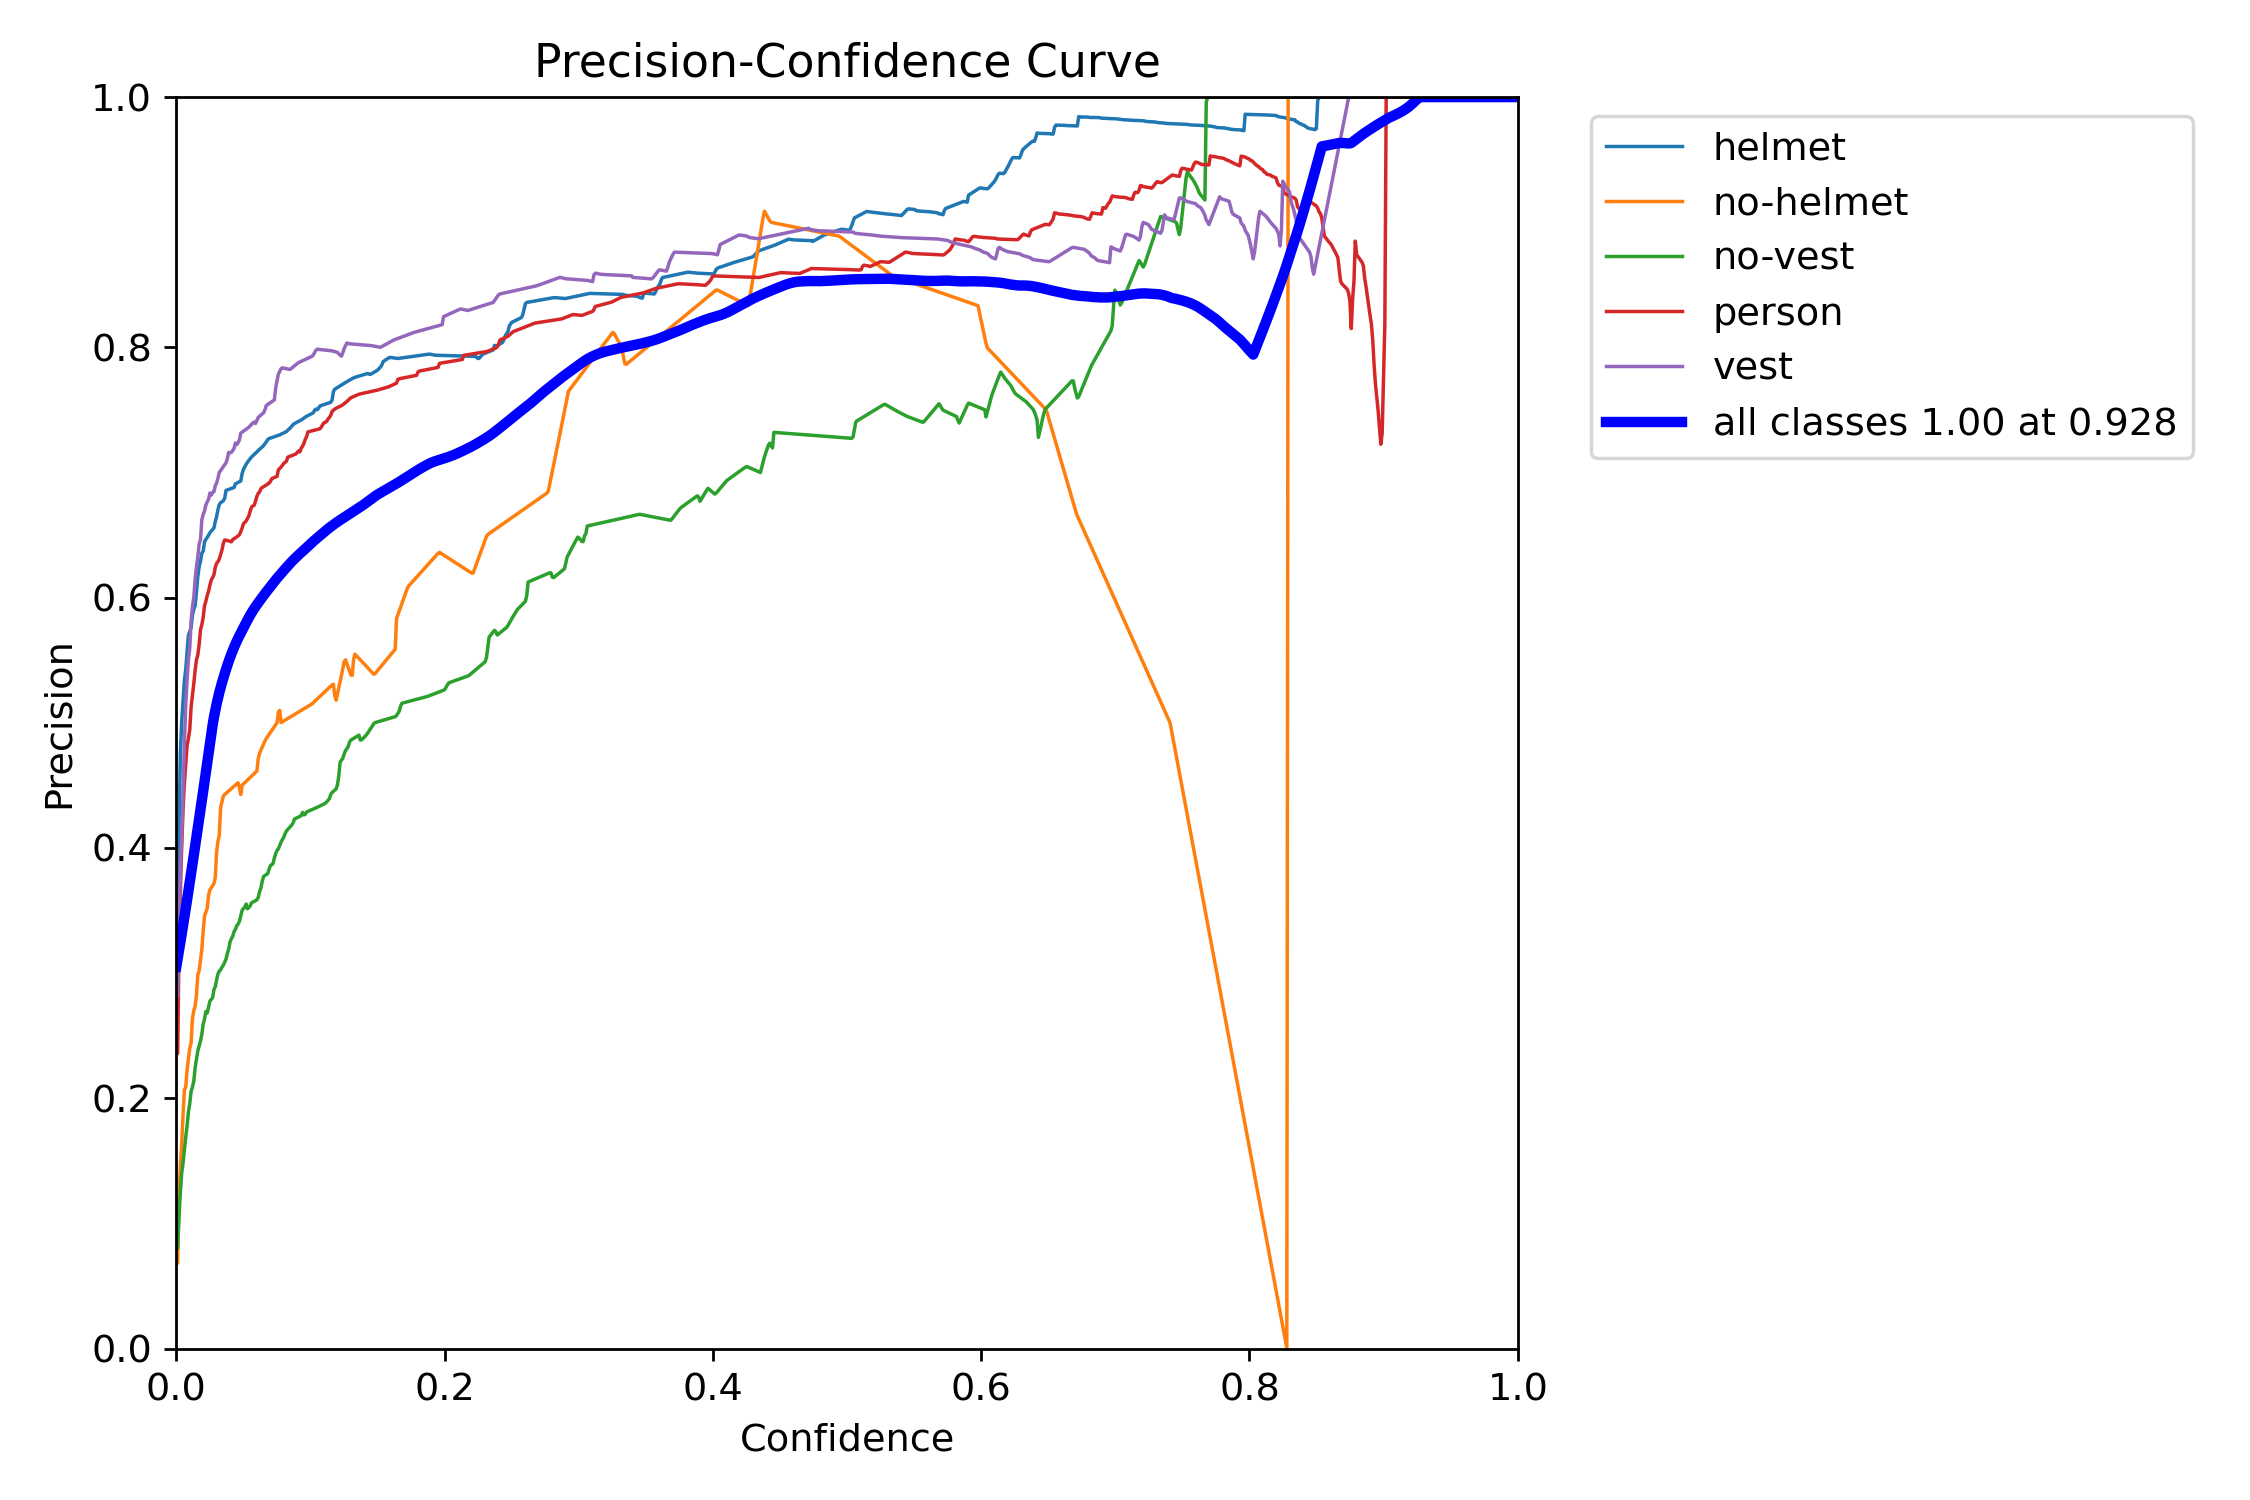 Precision-Confidence Curve
1.0
0.8
0.6
0.4
0.2
0.0
Precision
0.0 0.2 0.4 0.6 0.8 1.0
Confidence
helmet
no-helmet
no-vest
person
vest
all classes 1.00 at 0.928